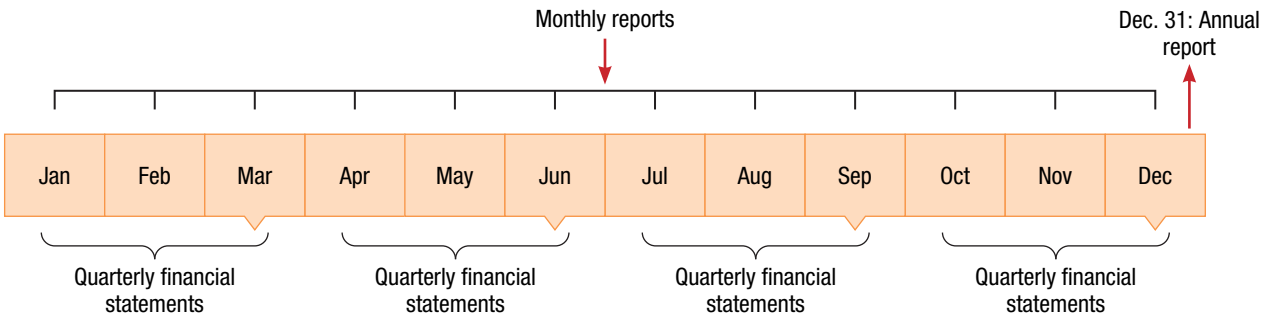 Monthly reports
Dec. 31: Annual
report
Jan Feb Mar Apr May Jun Jul Aug Sep Oct Nov Dec
Quarterly financial
statements
Quarterly financial
statements
Quarterly financial
statements
Quarterly financial
statements